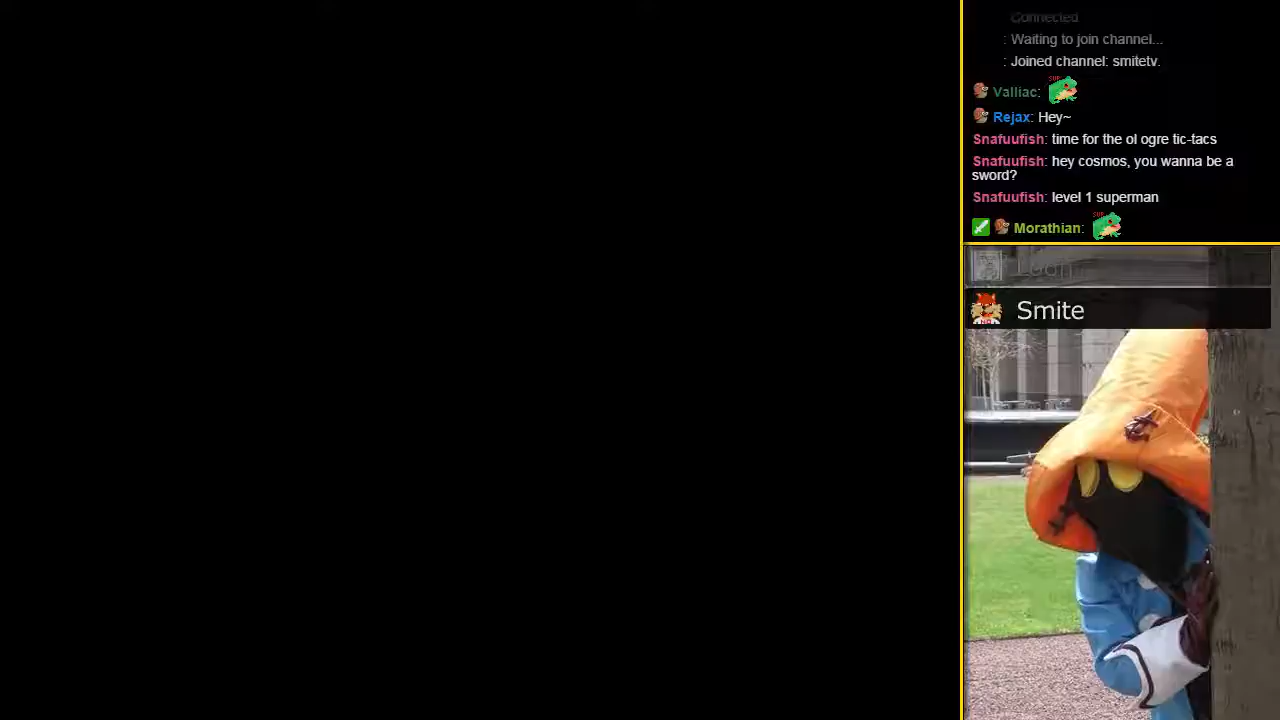 Connected
: Waiting to join channel...
: Joined channel: smitetv.
Valliac:
Rejax: Hey~
Snafuufish: time for the ol ogre tic-tacs
Snafuufish: hey cosmos, you wanna be a
sword?
Snafuufish: level 1 superman
Morathian:
Loon
Smite